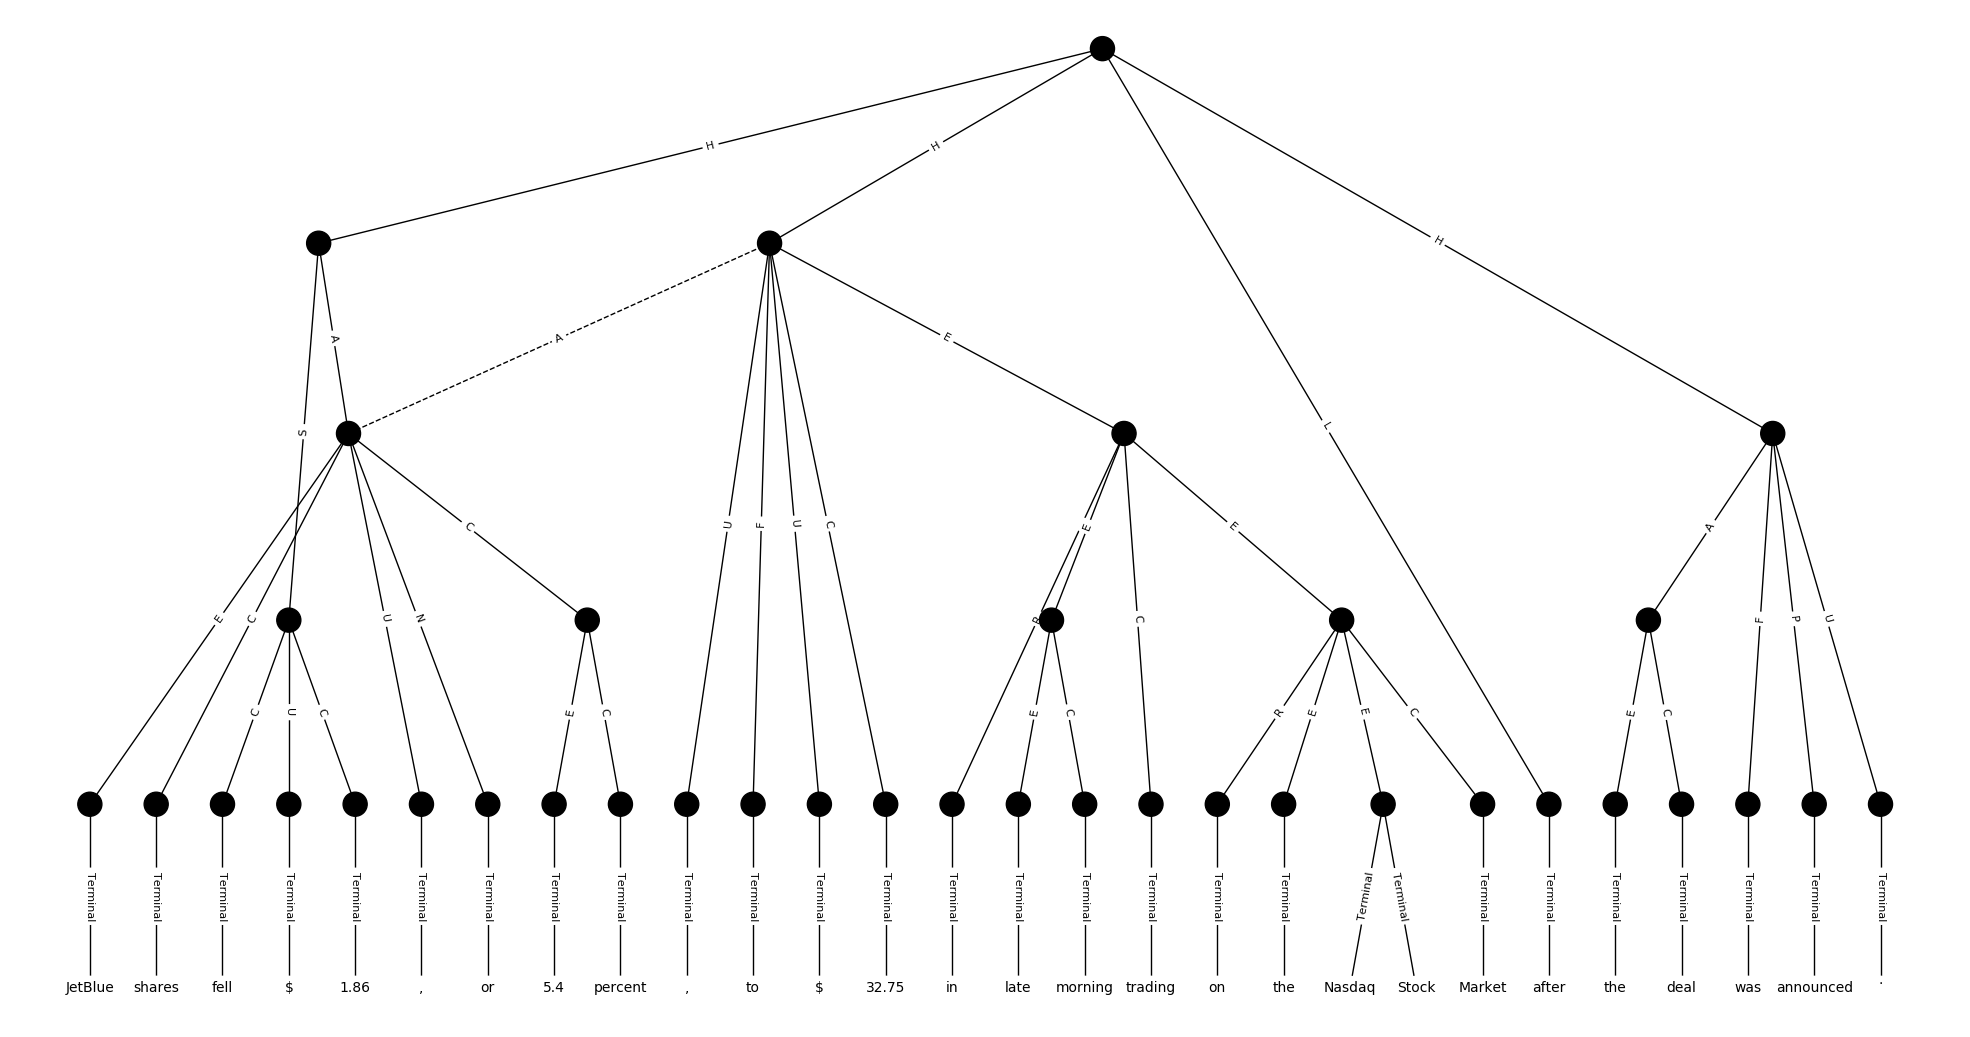 H H
H
A A E
S L
U F U C E E A
C
E C U N R C F P U
C U C E C E C R E E C E C
Terminal Terminal Terminal Terminal Terminal Terminal Terminal Terminal Terminal Terminal Terminal Terminal Terminal Terminal Terminal Terminal Terminal Terminal Terminal Terminal Terminal Terminal Terminal Terminal Terminal Terminal Terminal Terminal
JetBlue shares fell $ 1.86 , or 5.4 percent , to $ 32.75 in late morning trading on the Nasdaq Stock Market after the deal was announced .